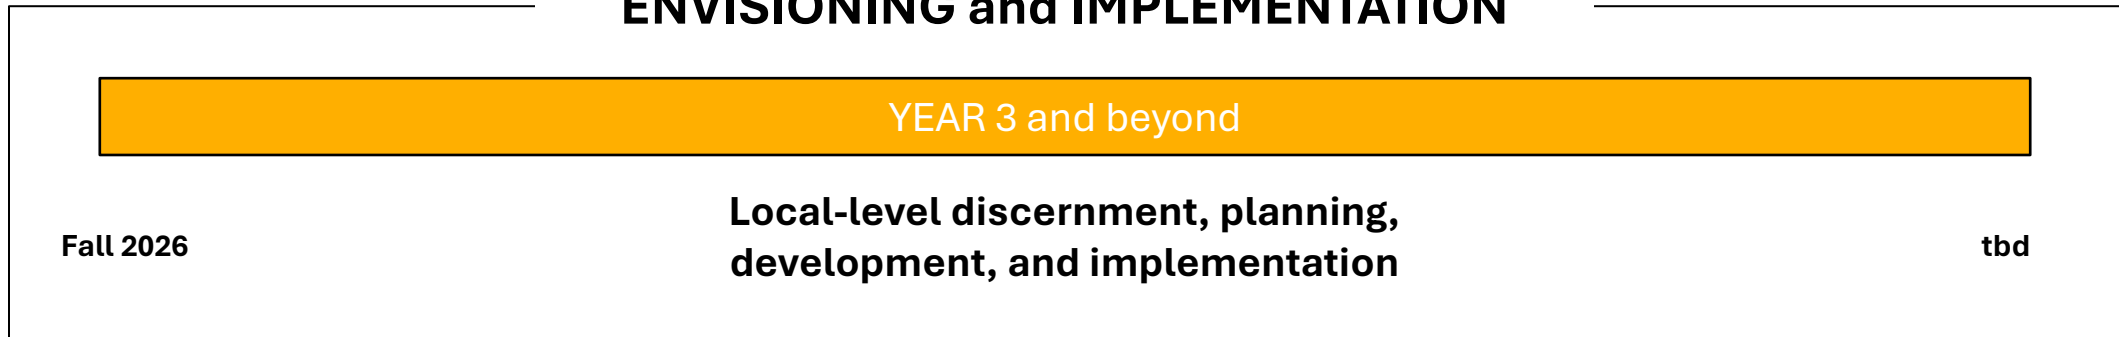 ENVISIONING and IMPLEMENTATION
YEAR 3 and beyond
Local-level discernment, planning,
development, and implementation
Fall 2026
tbd